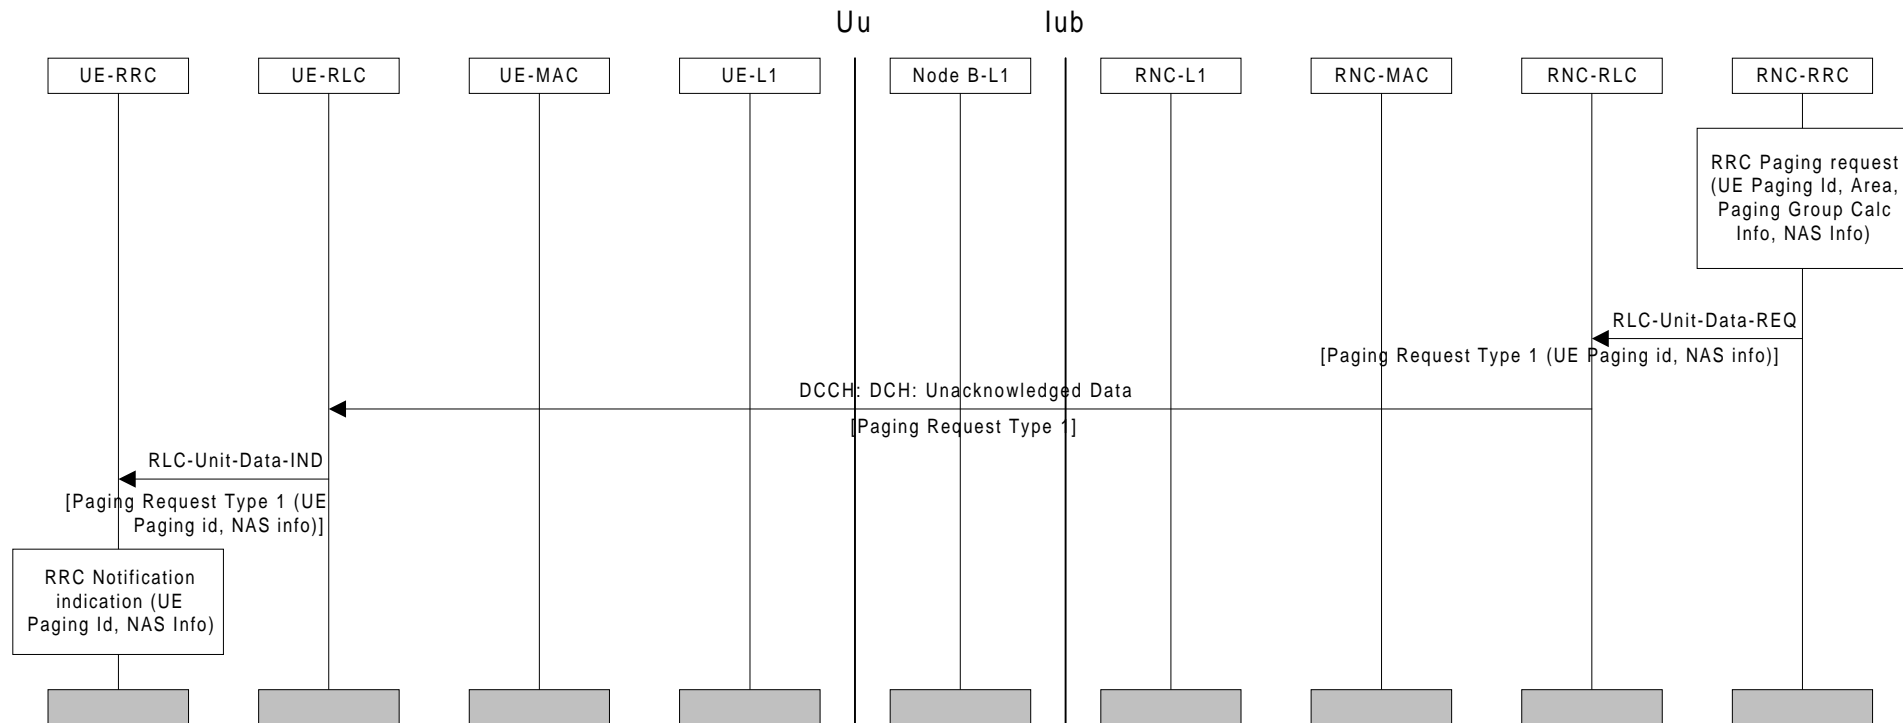 Uu
Iub
UE-RRC
UE-RLC
UE-MAC
UE-L1
Node B-L1
RNC-L1
RNC-MAC
RNC-RLC
RNC-RRC
RRC Paging request
(UE Paging Id, Area,
Paging Group Calc
Info, NAS Info)
RLC-Unit-Data-REQ
[Paging Request Type 1 (UE Paging id, NAS info)]
DCCH: DCH: Unacknowledged Data
[Paging Request Type 1]
RLC-Unit-Data-IND
[Paging Request Type 1 (UE
Paging id, NAS info)]
RRC Notification
indication (UE
Paging Id, NAS Info)